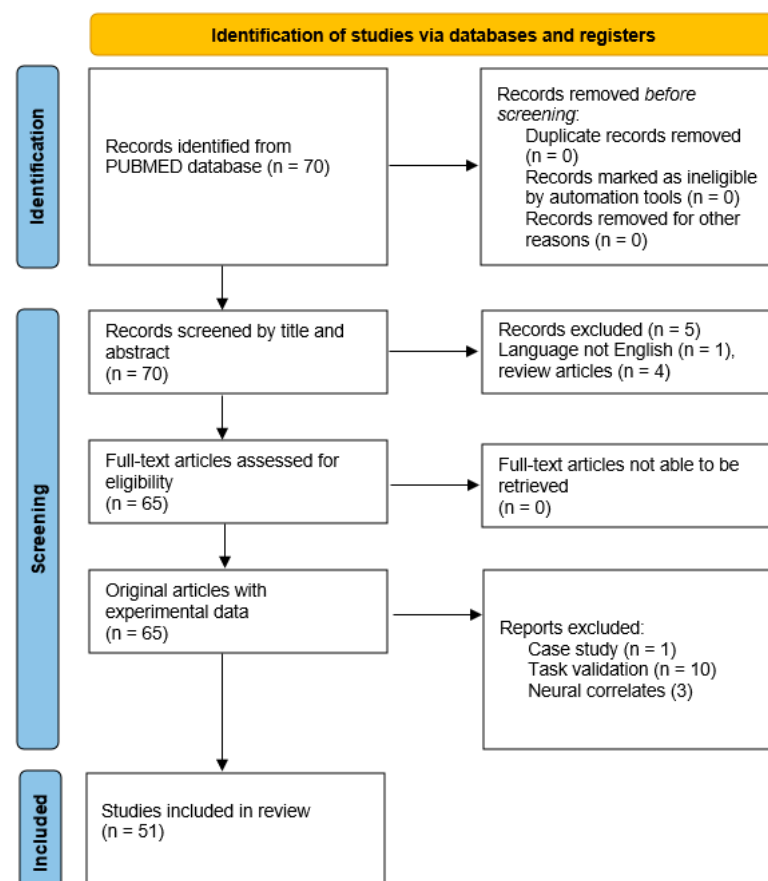 Identification of studies via databases and registers
Identification
Records identified from
PUBMED database (n = 70)
Records removed before
screening:
Duplicate records removed
(n = 0)
Records marked as ineligible
by automation tools (n = 0)
Records removed for other
reasons (n = 0)
Screening
Records screened by title and
abstract
(n = 70)
Records excluded (n = 5)
Language not English (n = 1),
review articles (n = 4)
Full-text articles assessed for
eligibility
(n = 65)
Full-text articles not able to be
retrieved
(n = 0)
Original articles with
experimental data
(n = 65)
Reports excluded:
Case study (n = 1)
Task validation (n = 10)
Neural correlates (3)
Included
Studies included in review
(n = 51)